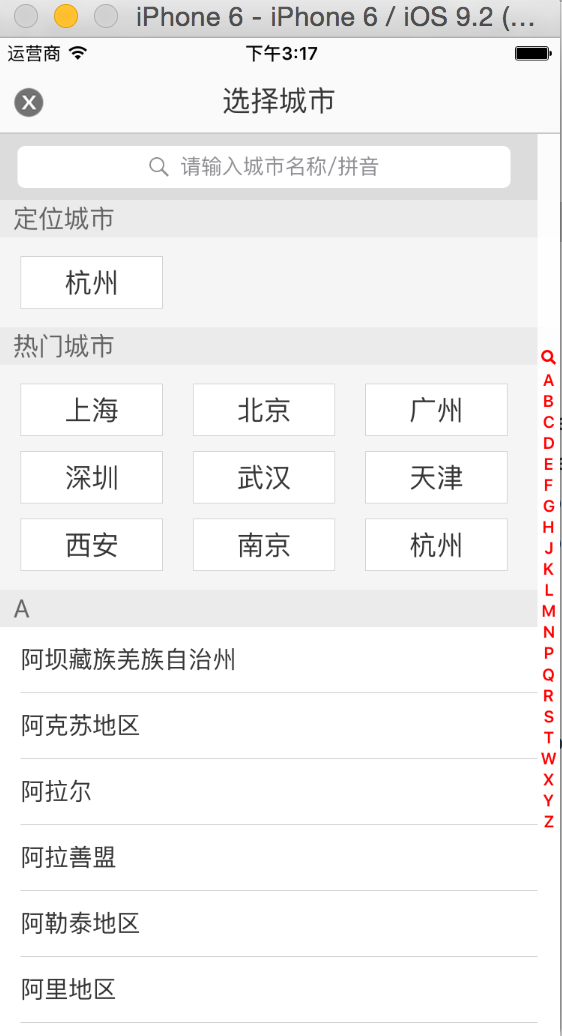 iPhone 6 - iPhone 6 / iOS 9.2 (...
运营商 下午3:17
X 选择城市
请输入城市名称/拼音
定位城市
杭州
热门城市
上海 北京 广州
深圳 武汉 天津
西安 南京 杭州
A
阿坝藏族羌族自治州
阿克苏地区
阿拉尔
阿拉善盟
阿勒泰地区
阿里地区
A
B
C
D
E
F
G
H
J
K
L
M
N
P
Q
R
S
T
W
X
Y
Z